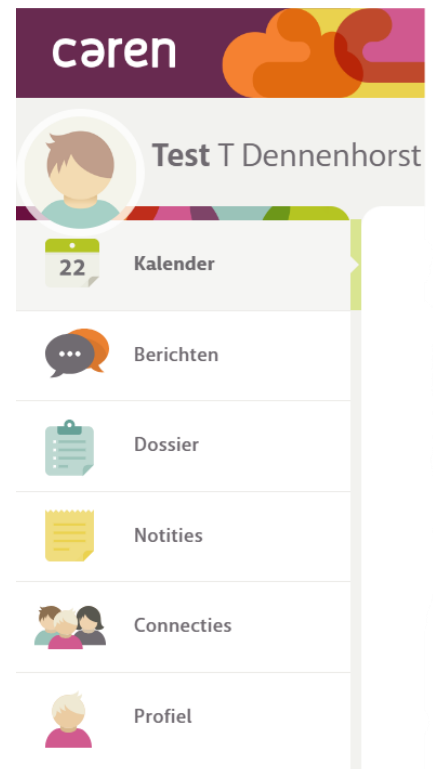 caren
Test T Dennenhorst
22 Kalender
Berichten
Dossier
Notities
Connecties
Profiel